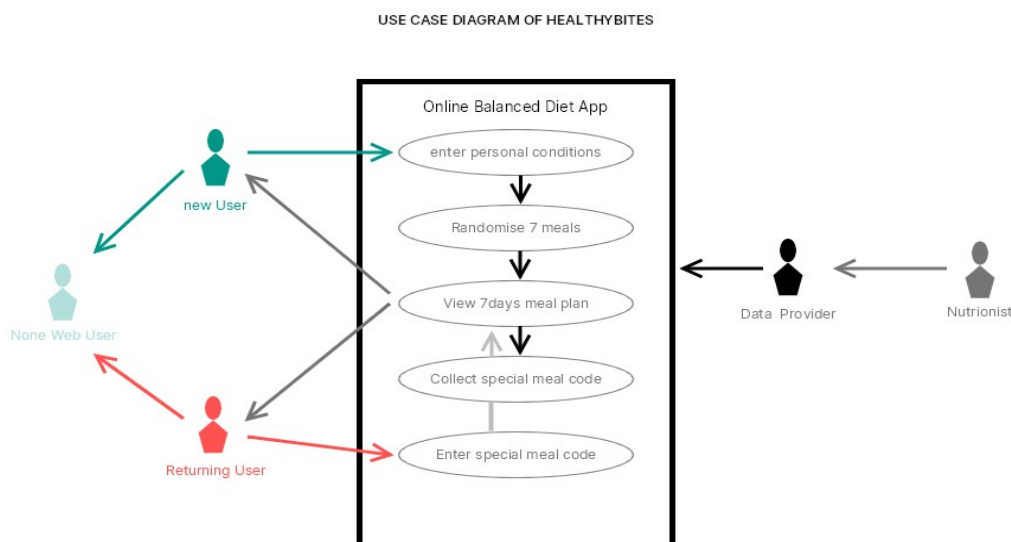 USE CASE DIAGRAM OF HEALTHYBITES
Online Balanced Diet App
enter personal conditions
new User
Randomise 7 meals
View 7days meal plan
Data Provider
Nutrionist
None Web User
Collect special meal code
Enter special meal code
Returning User